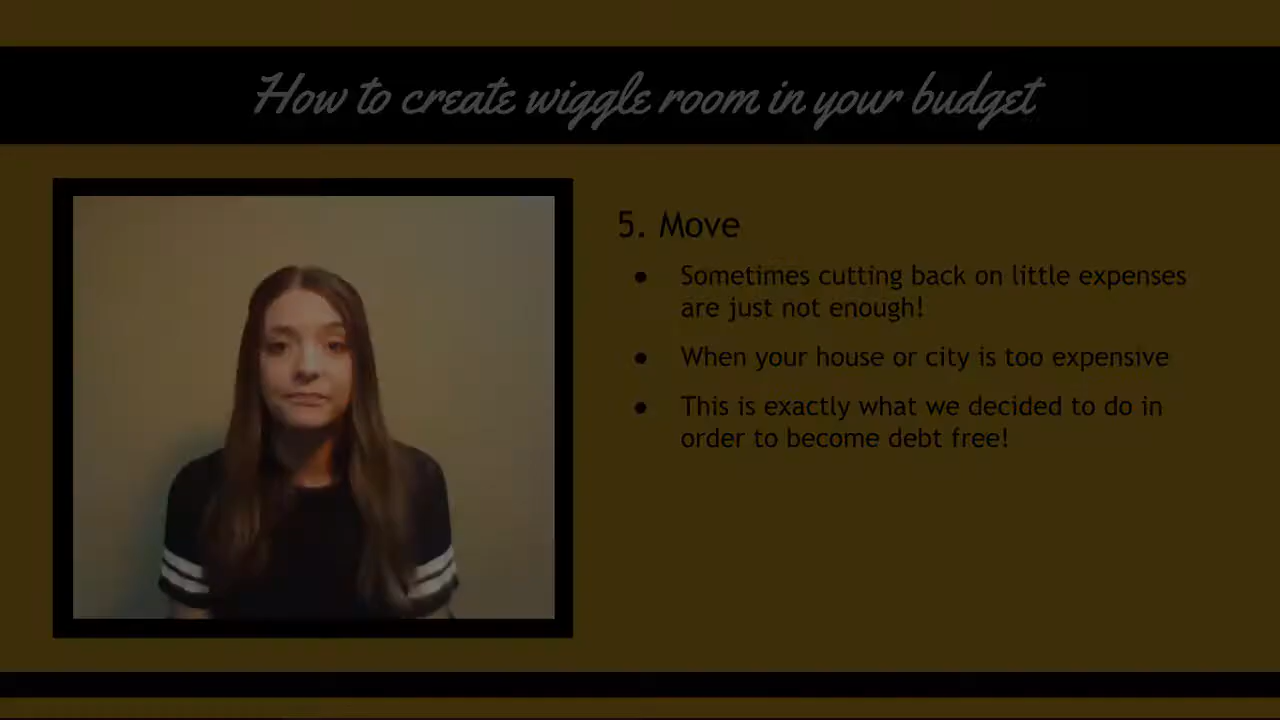 How to create wiggle room in your budget
5. Move
● Sometimes cutting back on little expenses
are just not enough!
● When your house or city is too expensive
● This is exactly what we decided to do in
order to become debt free!